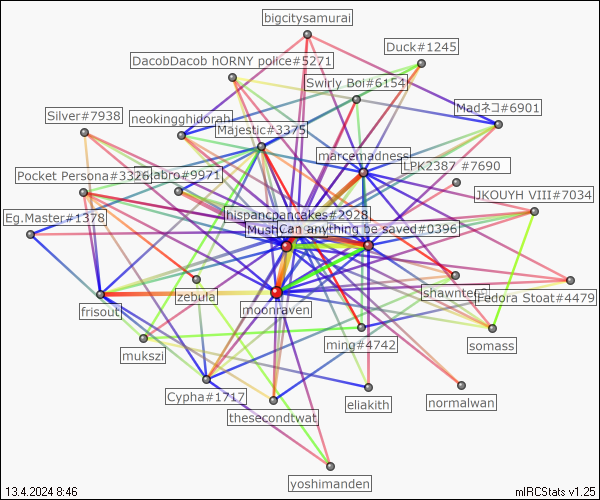 bigcitysamurai
Duck#1245
DacobDacob hORNY police#5271
Swirly Boi#6154
Madネコ#6901
Silver#7938
neokingghidorah
Majestic#3375
marcemadness
LPK2387 #7690
Pocket Persona#3326
abro#9971
JKOUYH VIII#7034
Eg.Master#1378
hispancpancakes#2928
Mush
Can anything be saved#0396
zebula
shawnte
Fedora Stoat#4479
frisout
moonraven
mukszi
ming#4742
somass
Cypha#1717
thesecondtwat
eliakith
normalwan
yoshimanden
13.4.2024 8:46
mIRCStats v1.25